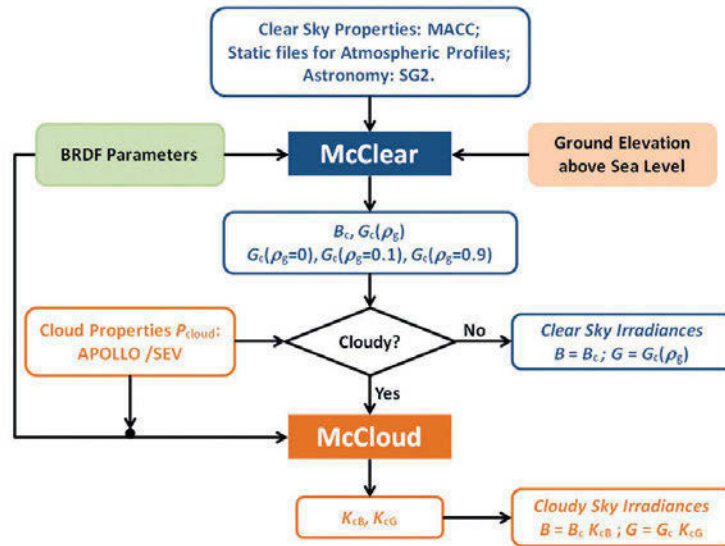 Clear Sky Properties: MACC;
Static files for Atmospheric Profiles;
Astronomy: SG2.
BRDF Parameters
McClear
Ground Elevation
above Sea Level
Bc, Gc(ρg)
Gc(ρg=0), Gc(ρg=0.1), Gc(ρg=0.9)
Cloud Properties Pcloud:
APOLLO /SEV
Cloudy?
No
Clear Sky Irradiances
B = Bc ; G = Gc(ρg)
Yes
McCloud
KcB, KcG
Cloudy Sky Irradiances
B = Bc KcB ; G = Gc KcG